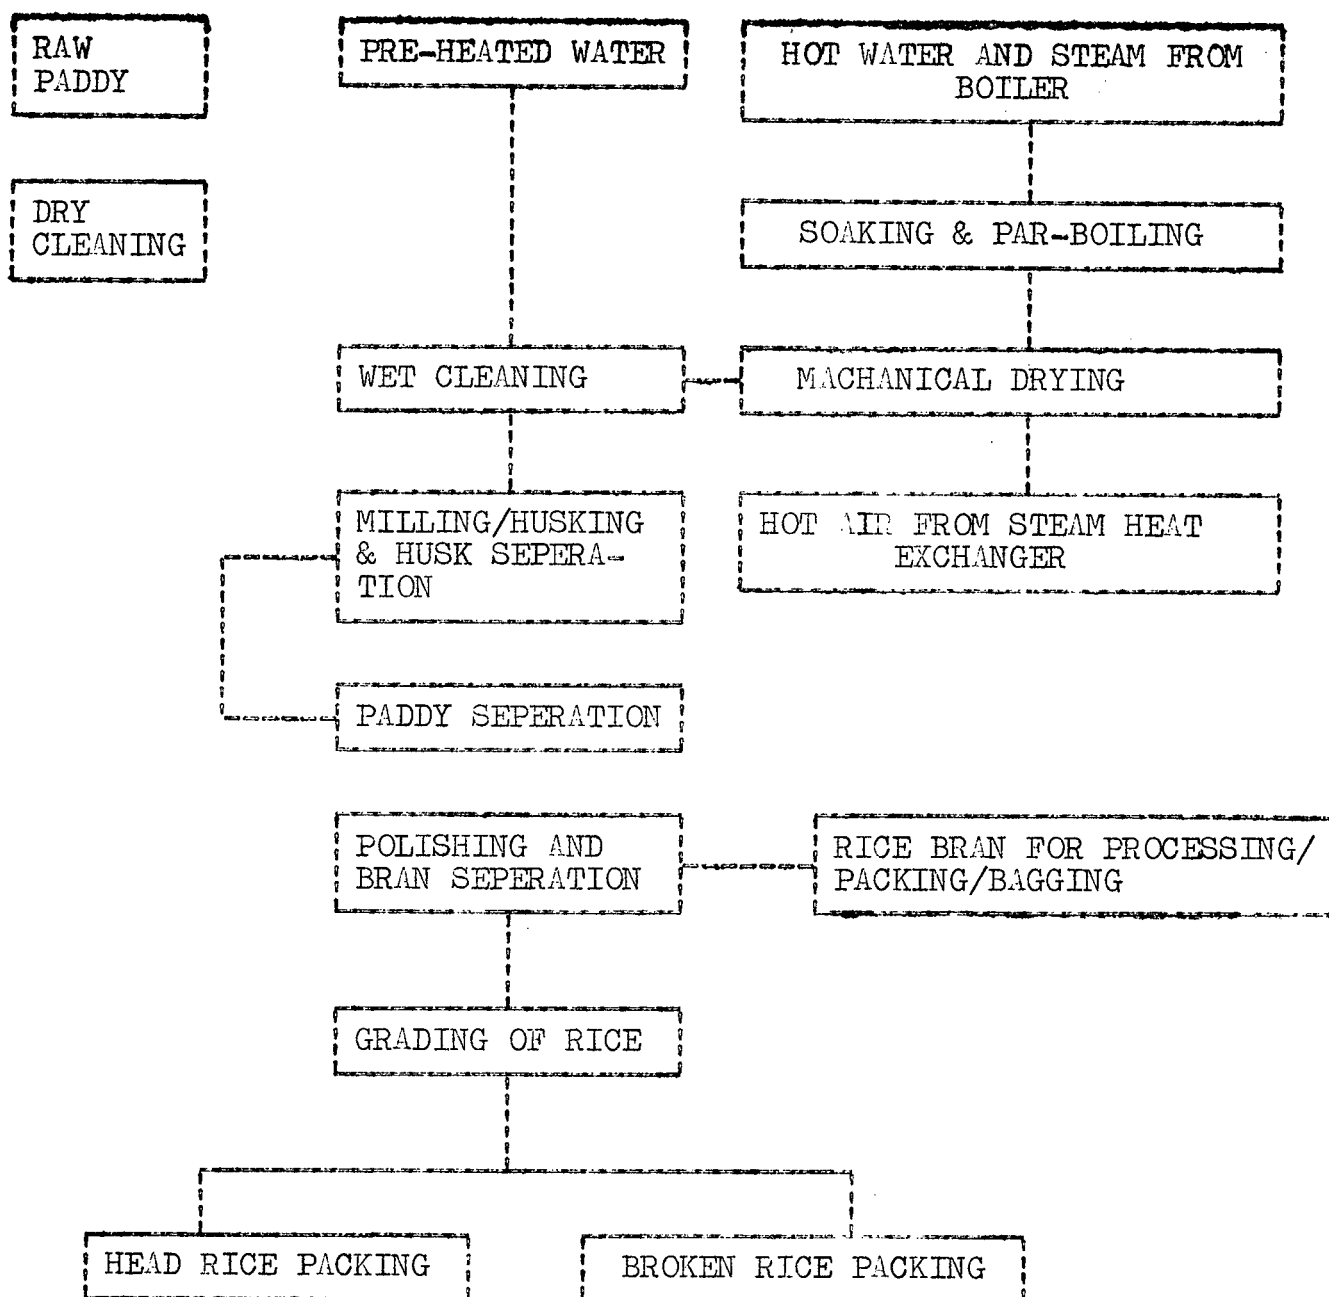 RAW
PADDY
PRE-HEATED WATER
HOT WATER AND STEAM FROM
BOILER
DRY
CLEANING
SOAKING & PAR-BOILING
WET CLEANING
MACHANICAL DRYING
MILLING/HUSKING
& HUSK SEPERA-
TION
HOT AIR FROM STEAM HEAT
EXCHANGER
PADDY SEPERATION
POLISHING AND
BRAN SEPERATION
RICE BRAN FOR PROCESSING/
PACKING/BAGGING
GRADING OF RICE
HEAD RICE PACKING
BROKEN RICE PACKING